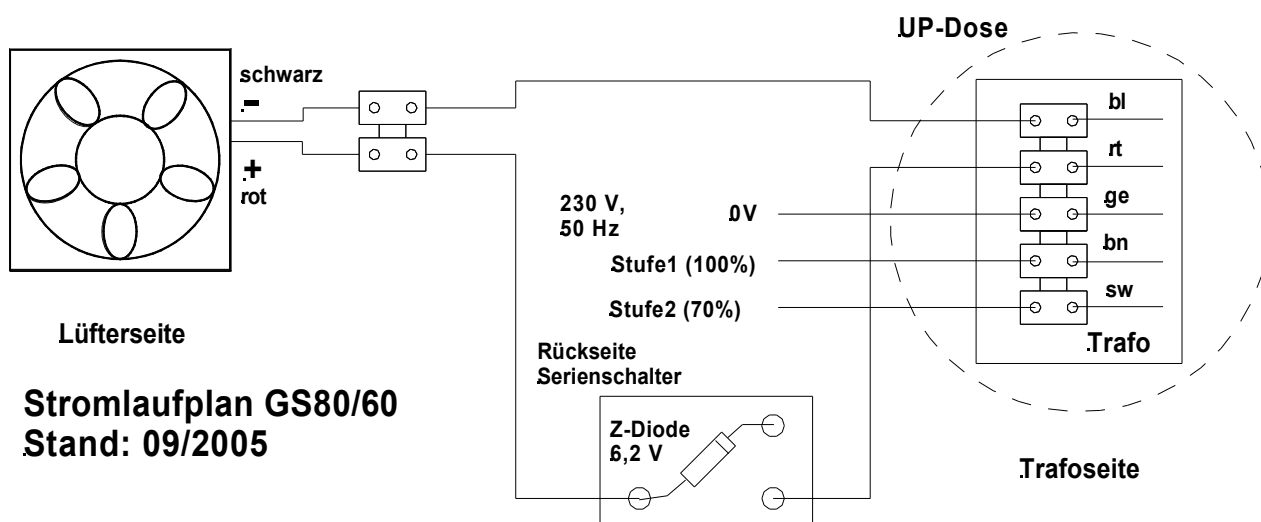 UP-Dose
schwarz
-
+
rot
bl
rt
ge
bn
sw
230 V,
50 Hz
0V
Stufe1 (100%)
Stufe2 (70%)
Trafo
Lüfterseite
Rückseite
Serienschalter
Stromlaufplan GS80/60
Stand: 09/2005
Z-Diode
6,2 V
Trafoseite